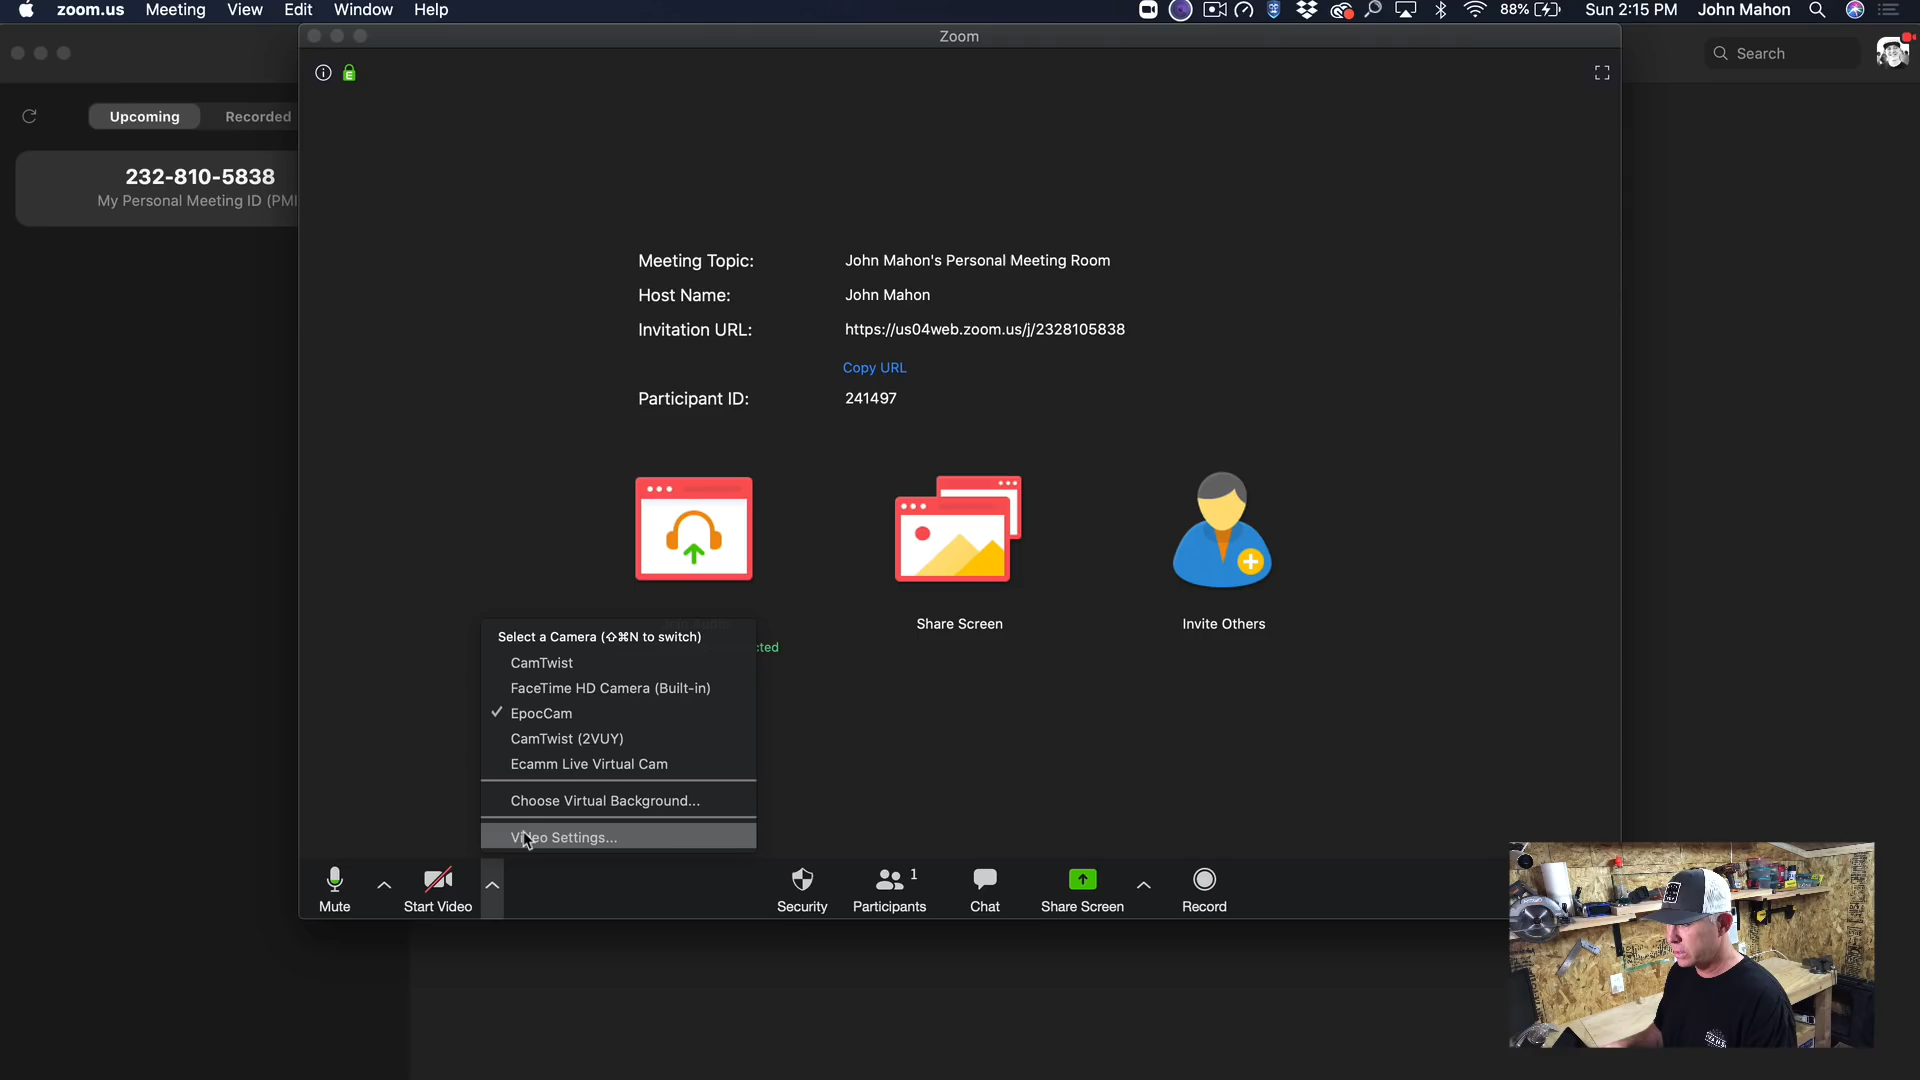 zoom.us Meeting View Edit Window Help 88% Sun 2:15 PM John Mahon
Zoom
Search
Upcoming Recorded
232-810-5838
My Personal Meeting ID (PMI
Meeting Topic: John Mahon's Personal Meeting Room
Host Name: John Mahon
Invitation URL: https://us04web.zoom.us/j/2328105838
Copy URL
Participant ID: 241497
Share Screen
Invite Others
Select a Camera (⇧⌘N to switch)
cted
CamTwist
FaceTime HD Camera (Built-in)
✓ EpocCam
CamTwist (2VUY)
Ecamm Live Virtual Cam
Choose Virtual Background...
Video Settings...
Mute
Start Video
Security
Participants 1
Chat
Share Screen
Record